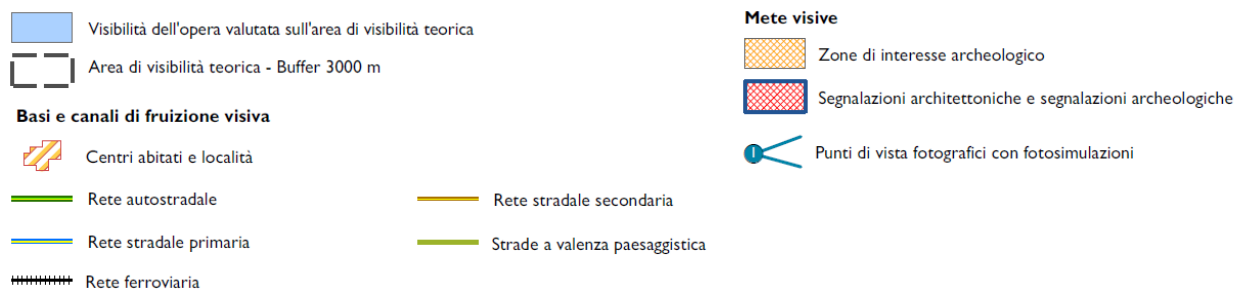 Visibilità dell'opera valutata sull'area di visibilità teorica
Area di visibilità teorica - Buffer 3000 m
Basi e canali di fruizione visiva
Centri abitati e località
Rete autostradale
Rete stradale primaria
Rete ferroviaria
Rete stradale secondaria
Strade a valenza paesaggistica
Mete visive
Zone di interesse archeologico
Segnalazioni architettoniche e segnalazioni archeologiche
1
Punti di vista fotografici con fotosimulazioni